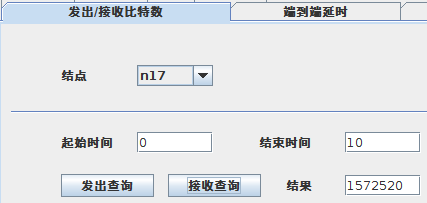 发出/接收比特数 端到端延时
结点 n17
起始时间 0 结束时间 10
发出查询 接收查询 结果 1572520